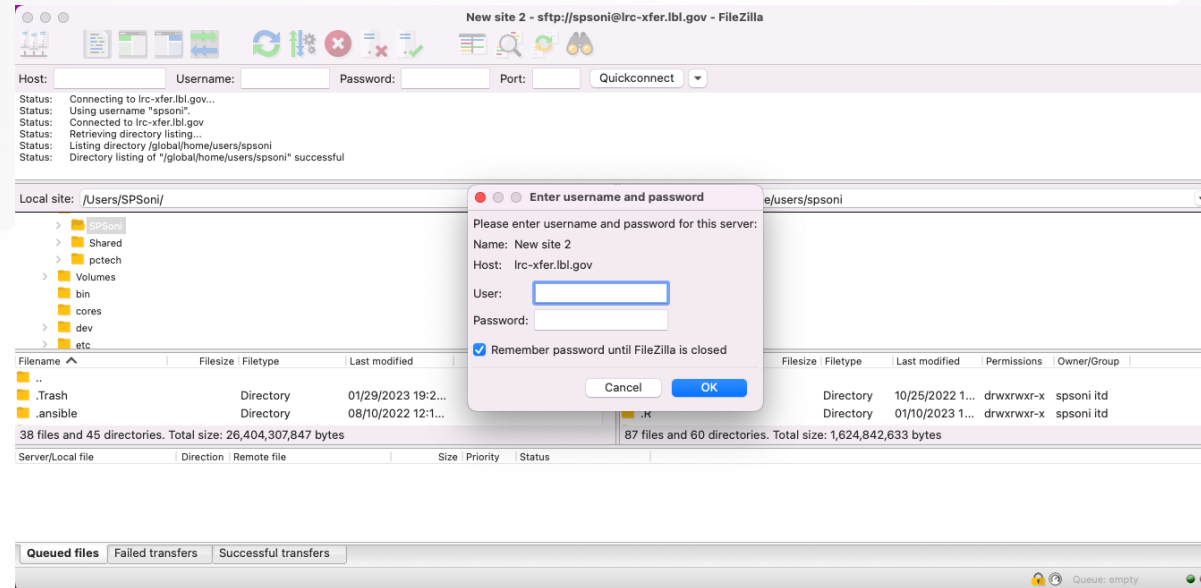 New site 2 - sftp://spsoni@lrc-xfer.lbl.gov - FileZilla
Host: Username: Password: Port: Quickconnect
Status: Connecting to lrc-xfer.lbl.gov...
Status: Using username "spsoni".
Status: Connected to lrc-xfer.lbl.gov
Status: Retrieving directory listing...
Status: Listing directory /global/home/users/spsoni
Status: Directory listing of "/global/home/users/spsoni" successful
Local site: /Users/SPSoni/
e/users/spsoni
SPSoni
Shared
pctech
Volumes
bin
cores
dev
etc
Enter username and password
Please enter username and password for this server:
Name: New site 2
Host: lrc-xfer.lbl.gov
User:
Password:
Remember password until FileZilla is closed
Cancel OK
Filename Filesize Filetype Last modified
..
.Trash Directory 01/29/2023 19:2...
.ansible Directory 08/10/2022 12:1...
38 files and 45 directories. Total size: 26,404,307,847 bytes
Filesize Filetype Last modified Permissions Owner/Group
Directory 10/25/2022 1... drwxrwxr-x spsoni itd
.R Directory 01/10/2023 1... drwxrwxr-x spsoni itd
87 files and 60 directories. Total size: 1,624,842,633 bytes
Server/Local file Direction Remote file Size Priority Status
Queued files Failed transfers Successful transfers
Queue: empty